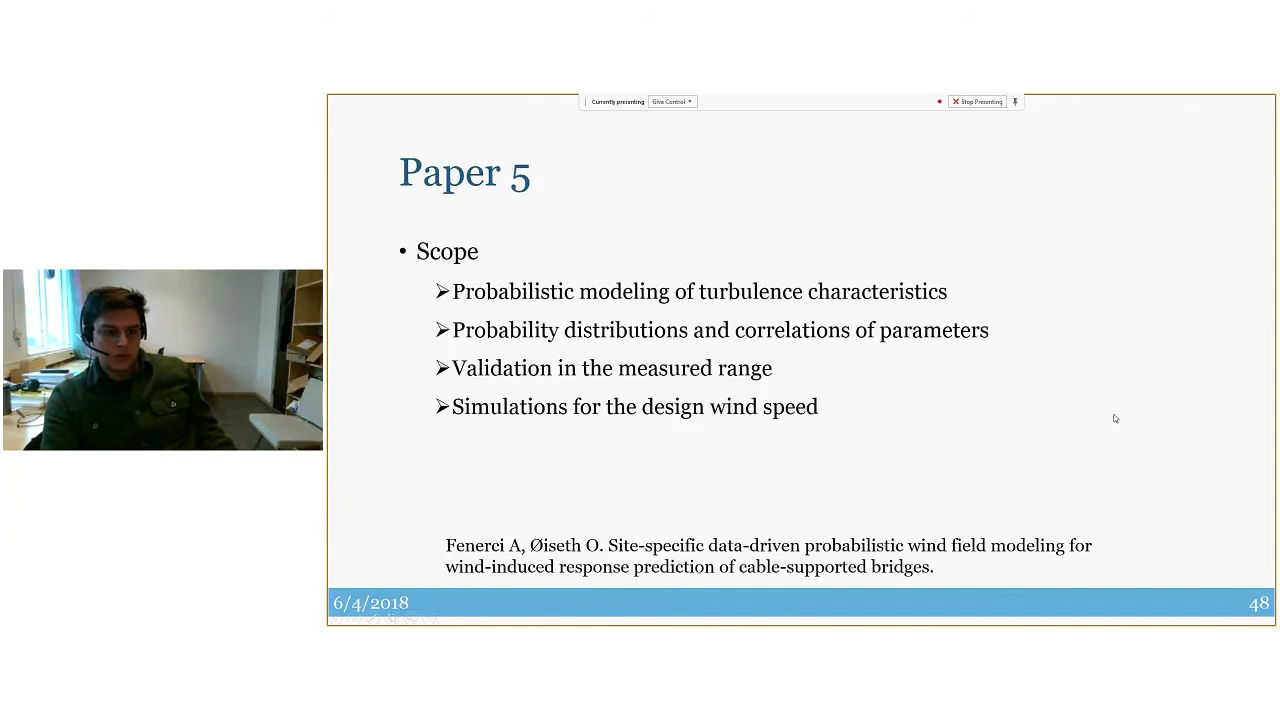 Currently presenting Give Control Stop Presenting
Paper 5
• Scope
➢Probabilistic modeling of turbulence characteristics
➢Probability distributions and correlations of parameters
➢Validation in the measured range
➢Simulations for the design wind speed
Fenerci A, Øiseth O. Site-specific data-driven probabilistic wind field modeling for
wind-induced response prediction of cable-supported bridges.
6/4/2018 48